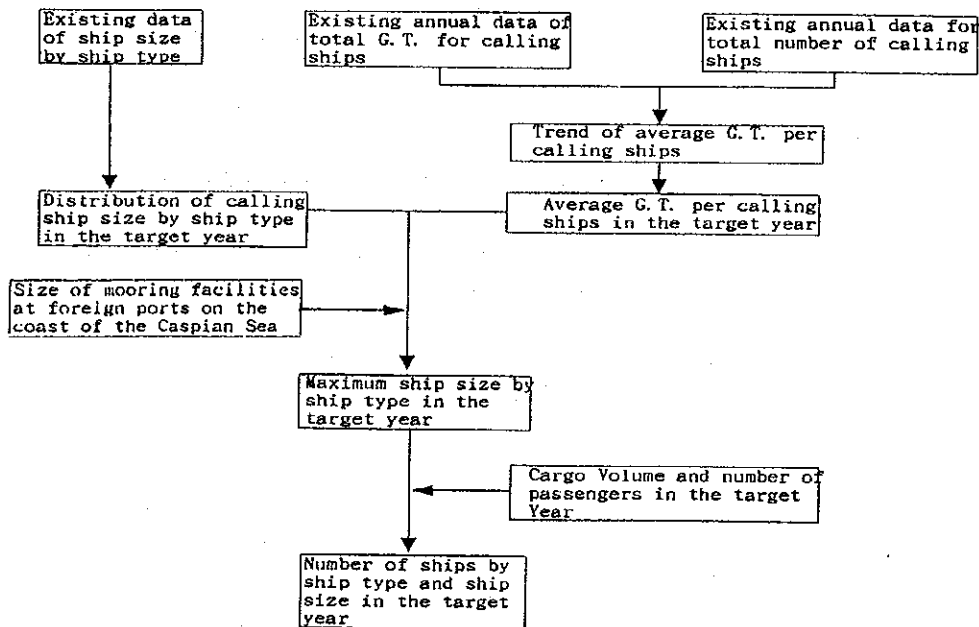 Existing data
of ship size
by ship type
Existing annual data of
total G.T. for calling
ships
Existing annual data for
total number of calling
ships
Trend of average G.T. per
calling ships
Distribution of calling
ship size by ship type
in the target year
Average G.T. per calling
ships in the target year
Size of mooring facilities
at foreign ports on the
coast of the Caspian Sea
Maximum ship size by
ship type in the
target year
Cargo Volume and number of
passengers in the target
Year
Number of ships by
ship type and ship
size in the target
year